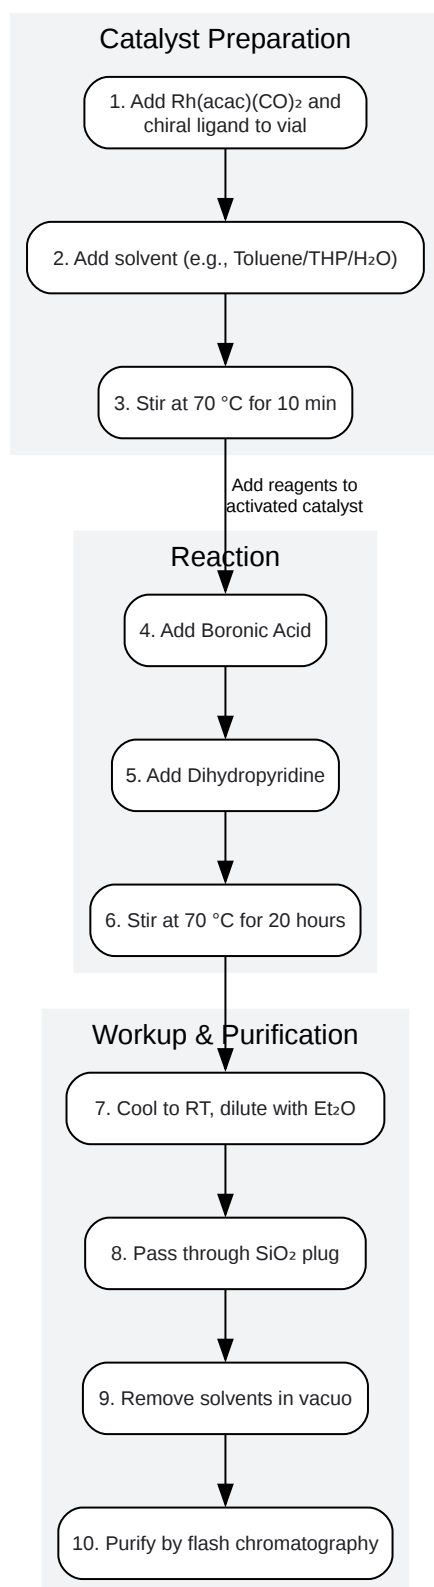 Catalyst Preparation
1. Add Rh(acac)(CO)₂ and
chiral ligand to vial
2. Add solvent (e.g., Toluene/THP/H₂O)
3. Stir at 70 °C for 10 min
Add reagents to
activated catalyst
Reaction
4. Add Boronic Acid
5. Add Dihydropyridine
6. Stir at 70 °C for 20 hours
Workup & Purification
7. Cool to RT, dilute with Et₂O
8. Pass through SiO₂ plug
9. Remove solvents in vacuo
10. Purify by flash chromatography